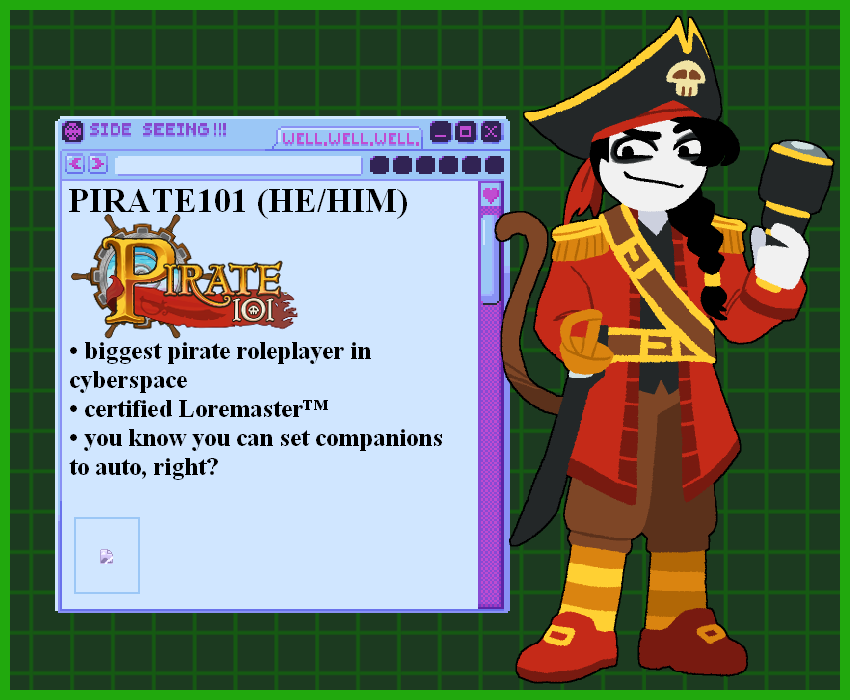 SIDE SEEING!!!
WELL.WELL.WELL.
PIRATE101 (HE/HIM)
PIRATE
101
• biggest pirate roleplayer in
cyberspace
• certified Loremaster™
• you know you can set companions
to auto, right?